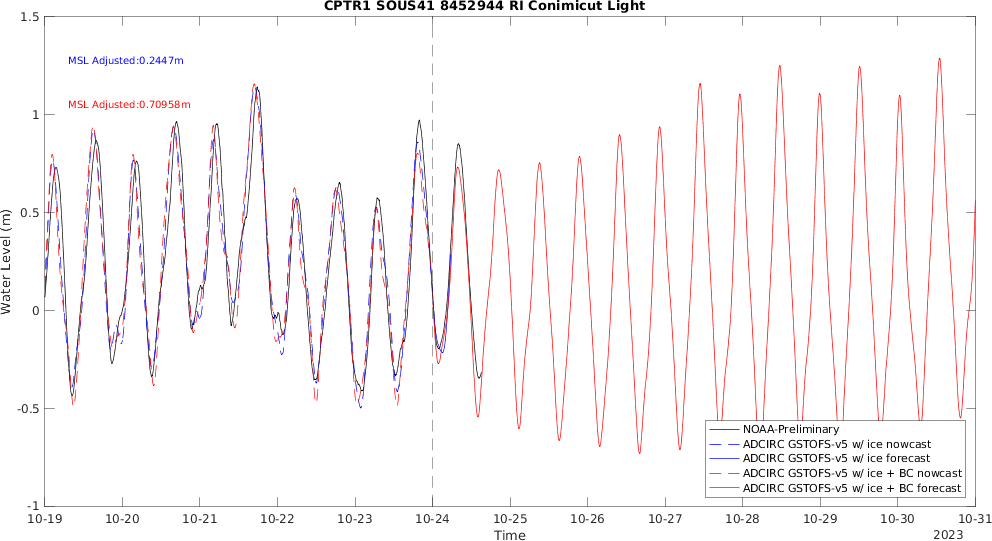 CPTR1 SOUS41 8452944 RI Conimicut Light
1.5
MSL Adjusted:0.2447m
MSL Adjusted:0.70958m
1
0.5
0
-0.5
-1
Water Level (m)
NOAA-Preliminary
ADCIRC GSTOFS-v5 w/ ice nowcast
ADCIRC GSTOFS-v5 w/ ice forecast
ADCIRC GSTOFS-v5 w/ ice + BC nowcast
ADCIRC GSTOFS-v5 w/ ice + BC forecast
10-19 10-20 10-21 10-22 10-23 10-24 10-25 10-26 10-27 10-28 10-29 10-30 10-31
Time
2023